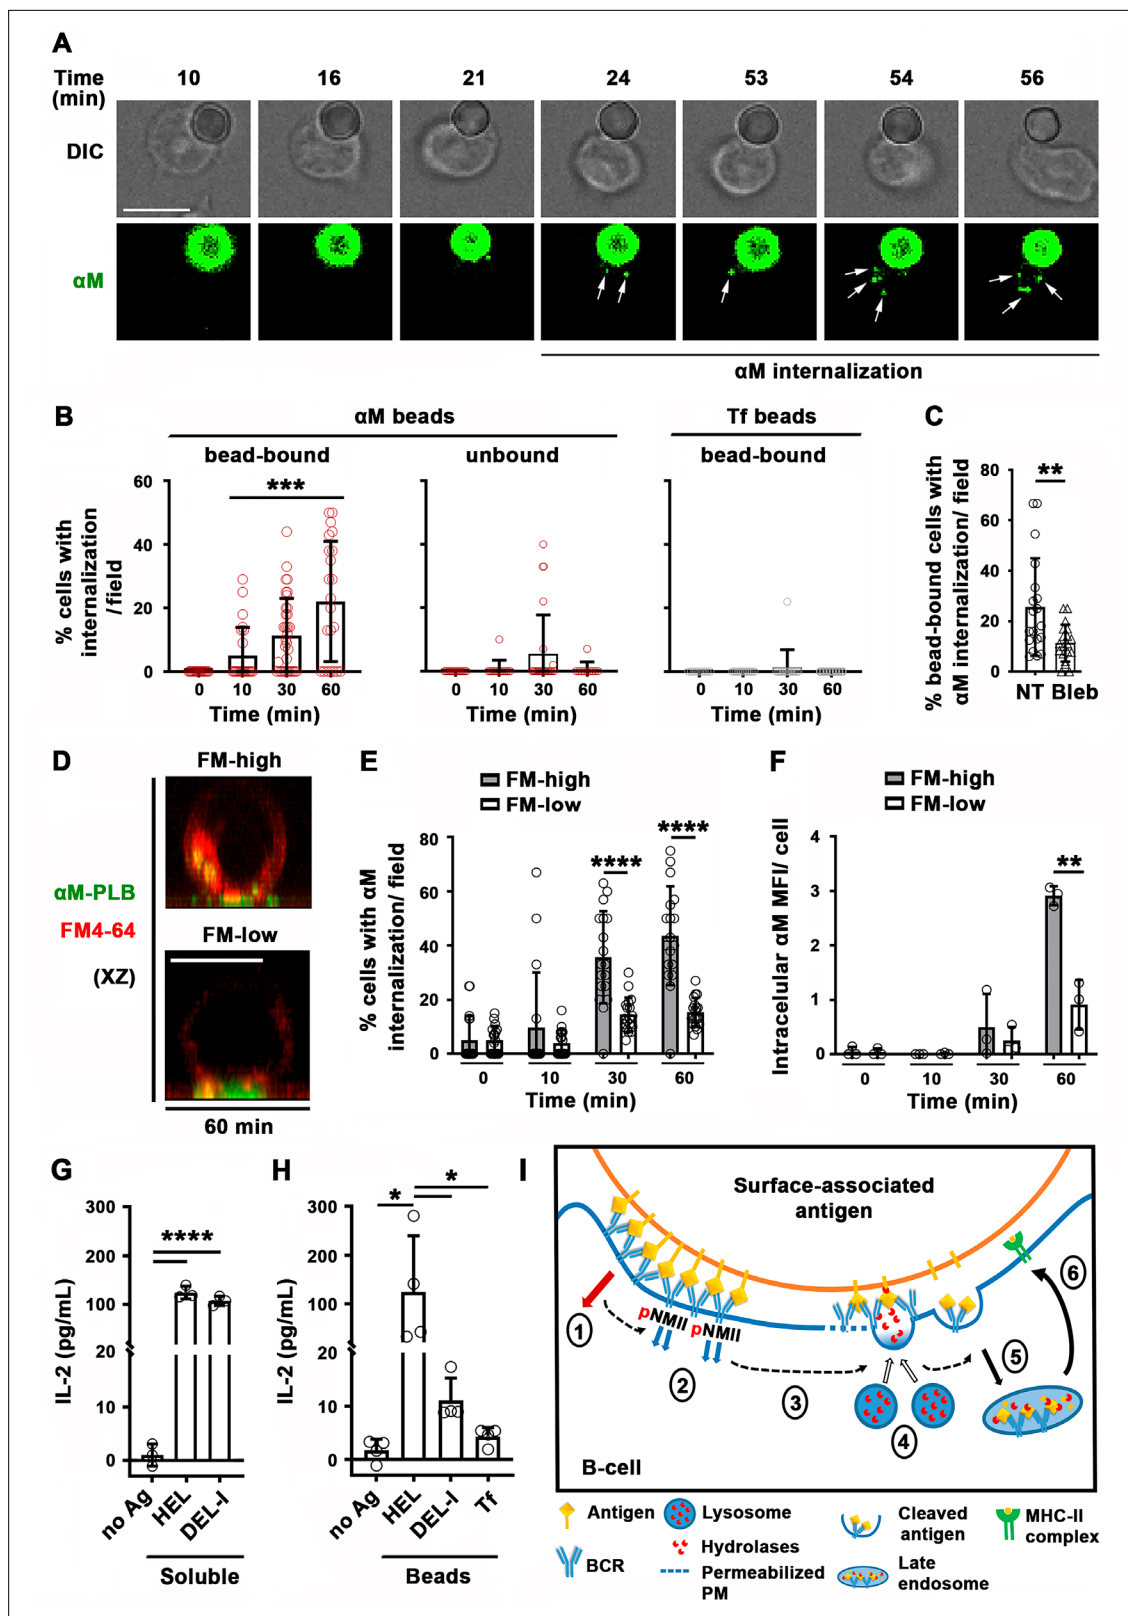 A
Time
(min)
10
16
21
24
53
54
56
DIC
αM
αM internalization
B
αM beads
Tf beads
bead-bound
unbound
bead-bound
% cells with
internalization
/field
60
40
20
0
***
0
10
30
60
Time (min)
0
10
30
60
Time (min)
0
10
30
60
Time (min)
C
% bead-bound cells with
αM internalization/ field
80
60
40
20
0
**
NT
Bleb
D
FM-high
αM-PLB
FM4-64
FM-low
(XZ)
60 min
E
FM-high
FM-low
% cells with αM
internalization/ field
80
60
40
20
0
****
****
0
10
30
60
Time (min)
F
FM-high
FM-low
Intracelular αM MFI/ cell
4
3
2
1
0
**
0
10
30
60
Time (min)
G
IL-2 (pg/mL)
300
200
100
20
10
0
****
no Ag
HEL
DEL-I
Soluble
H
IL-2 (pg/mL)
300
200
100
20
10
0
*
*
no Ag
HEL
DEL-I
Tf
Beads
I
Surface-associated
antigen
1
pNMII
pNMII
2
3
4
5
6
B-cell
Antigen
Lysosome
Cleaved
antigen
MHC-II
complex
BCR
Hydrolases
Permeabilized
PM
Late
endosome